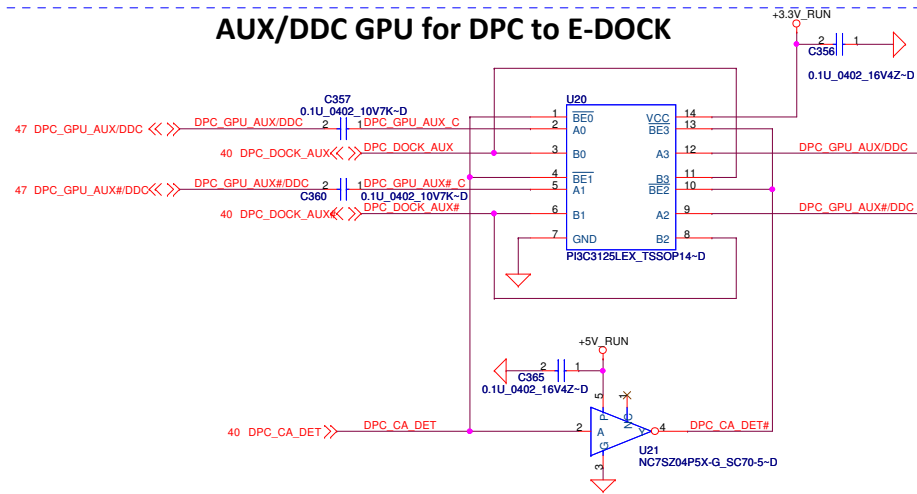 AUX/DDC GPU for DPC to E-DOCK
+3.3V_RUN
2 1
C356
0.1U_0402_16V4Z~D
C357
0.1U_0402_10V7K~D
U20
47 DPC_GPU_AUX/DDC DPC_GPU_AUX/DDC 2 1 DPC_GPU_AUX_C
40 DPC_DOCK_AUX DPC_DOCK_AUX
47 DPC_GPU_AUX#/DDC DPC_GPU_AUX#/DDC 2 1 DPC_GPU_AUX#_C
C360 0.1U_0402_10V7K~D
40 DPC_DOCK_AUX# DPC_DOCK_AUX#
1 BE0 VCC 14
2 A0 BE3 13
3 B0 A3 12 DPC_GPU_AUX/DDC
4 BE1 B3 11
5 A1 BE2 10
6 B1 A2 9 DPC_GPU_AUX#/DDC
7 GND B2 8
PI3C3125LEX_TSSOP14~D
+5V_RUN
2 1
C365
0.1U_0402_16V4Z~D
5 P NC 1
40 DPC_CA_DET DPC_CA_DET 2 A Y 4 DPC_CA_DET#
G 3
U21
NC7SZ04P5X-G_SC70-5~D